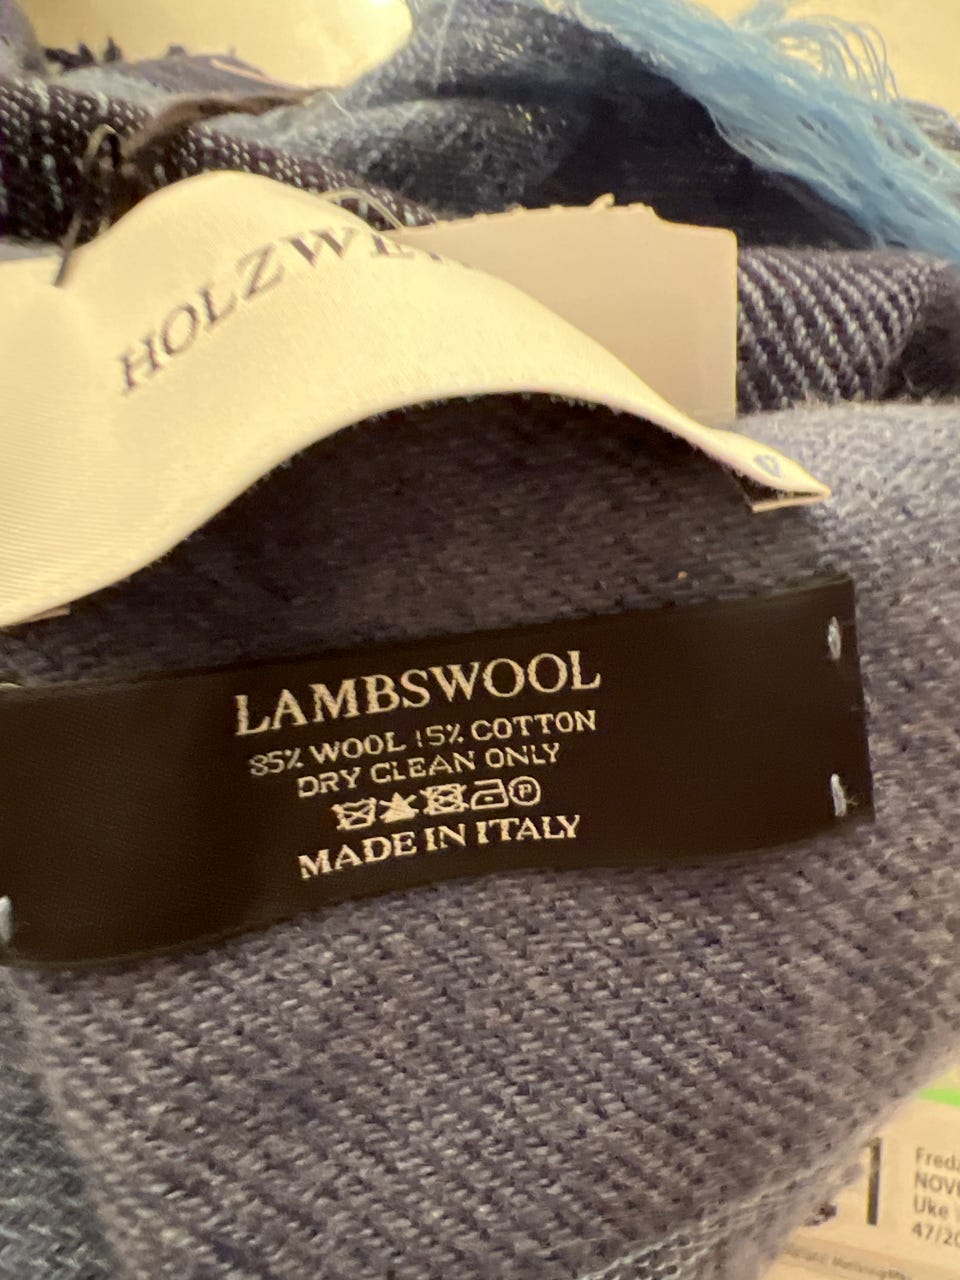 HOLZWE
LAMBSWOOL
85% WOOL 15% COTTON
DRY CLEAN ONLY
P
MADE IN ITALY
Freda
NOVE
Uke
47/20